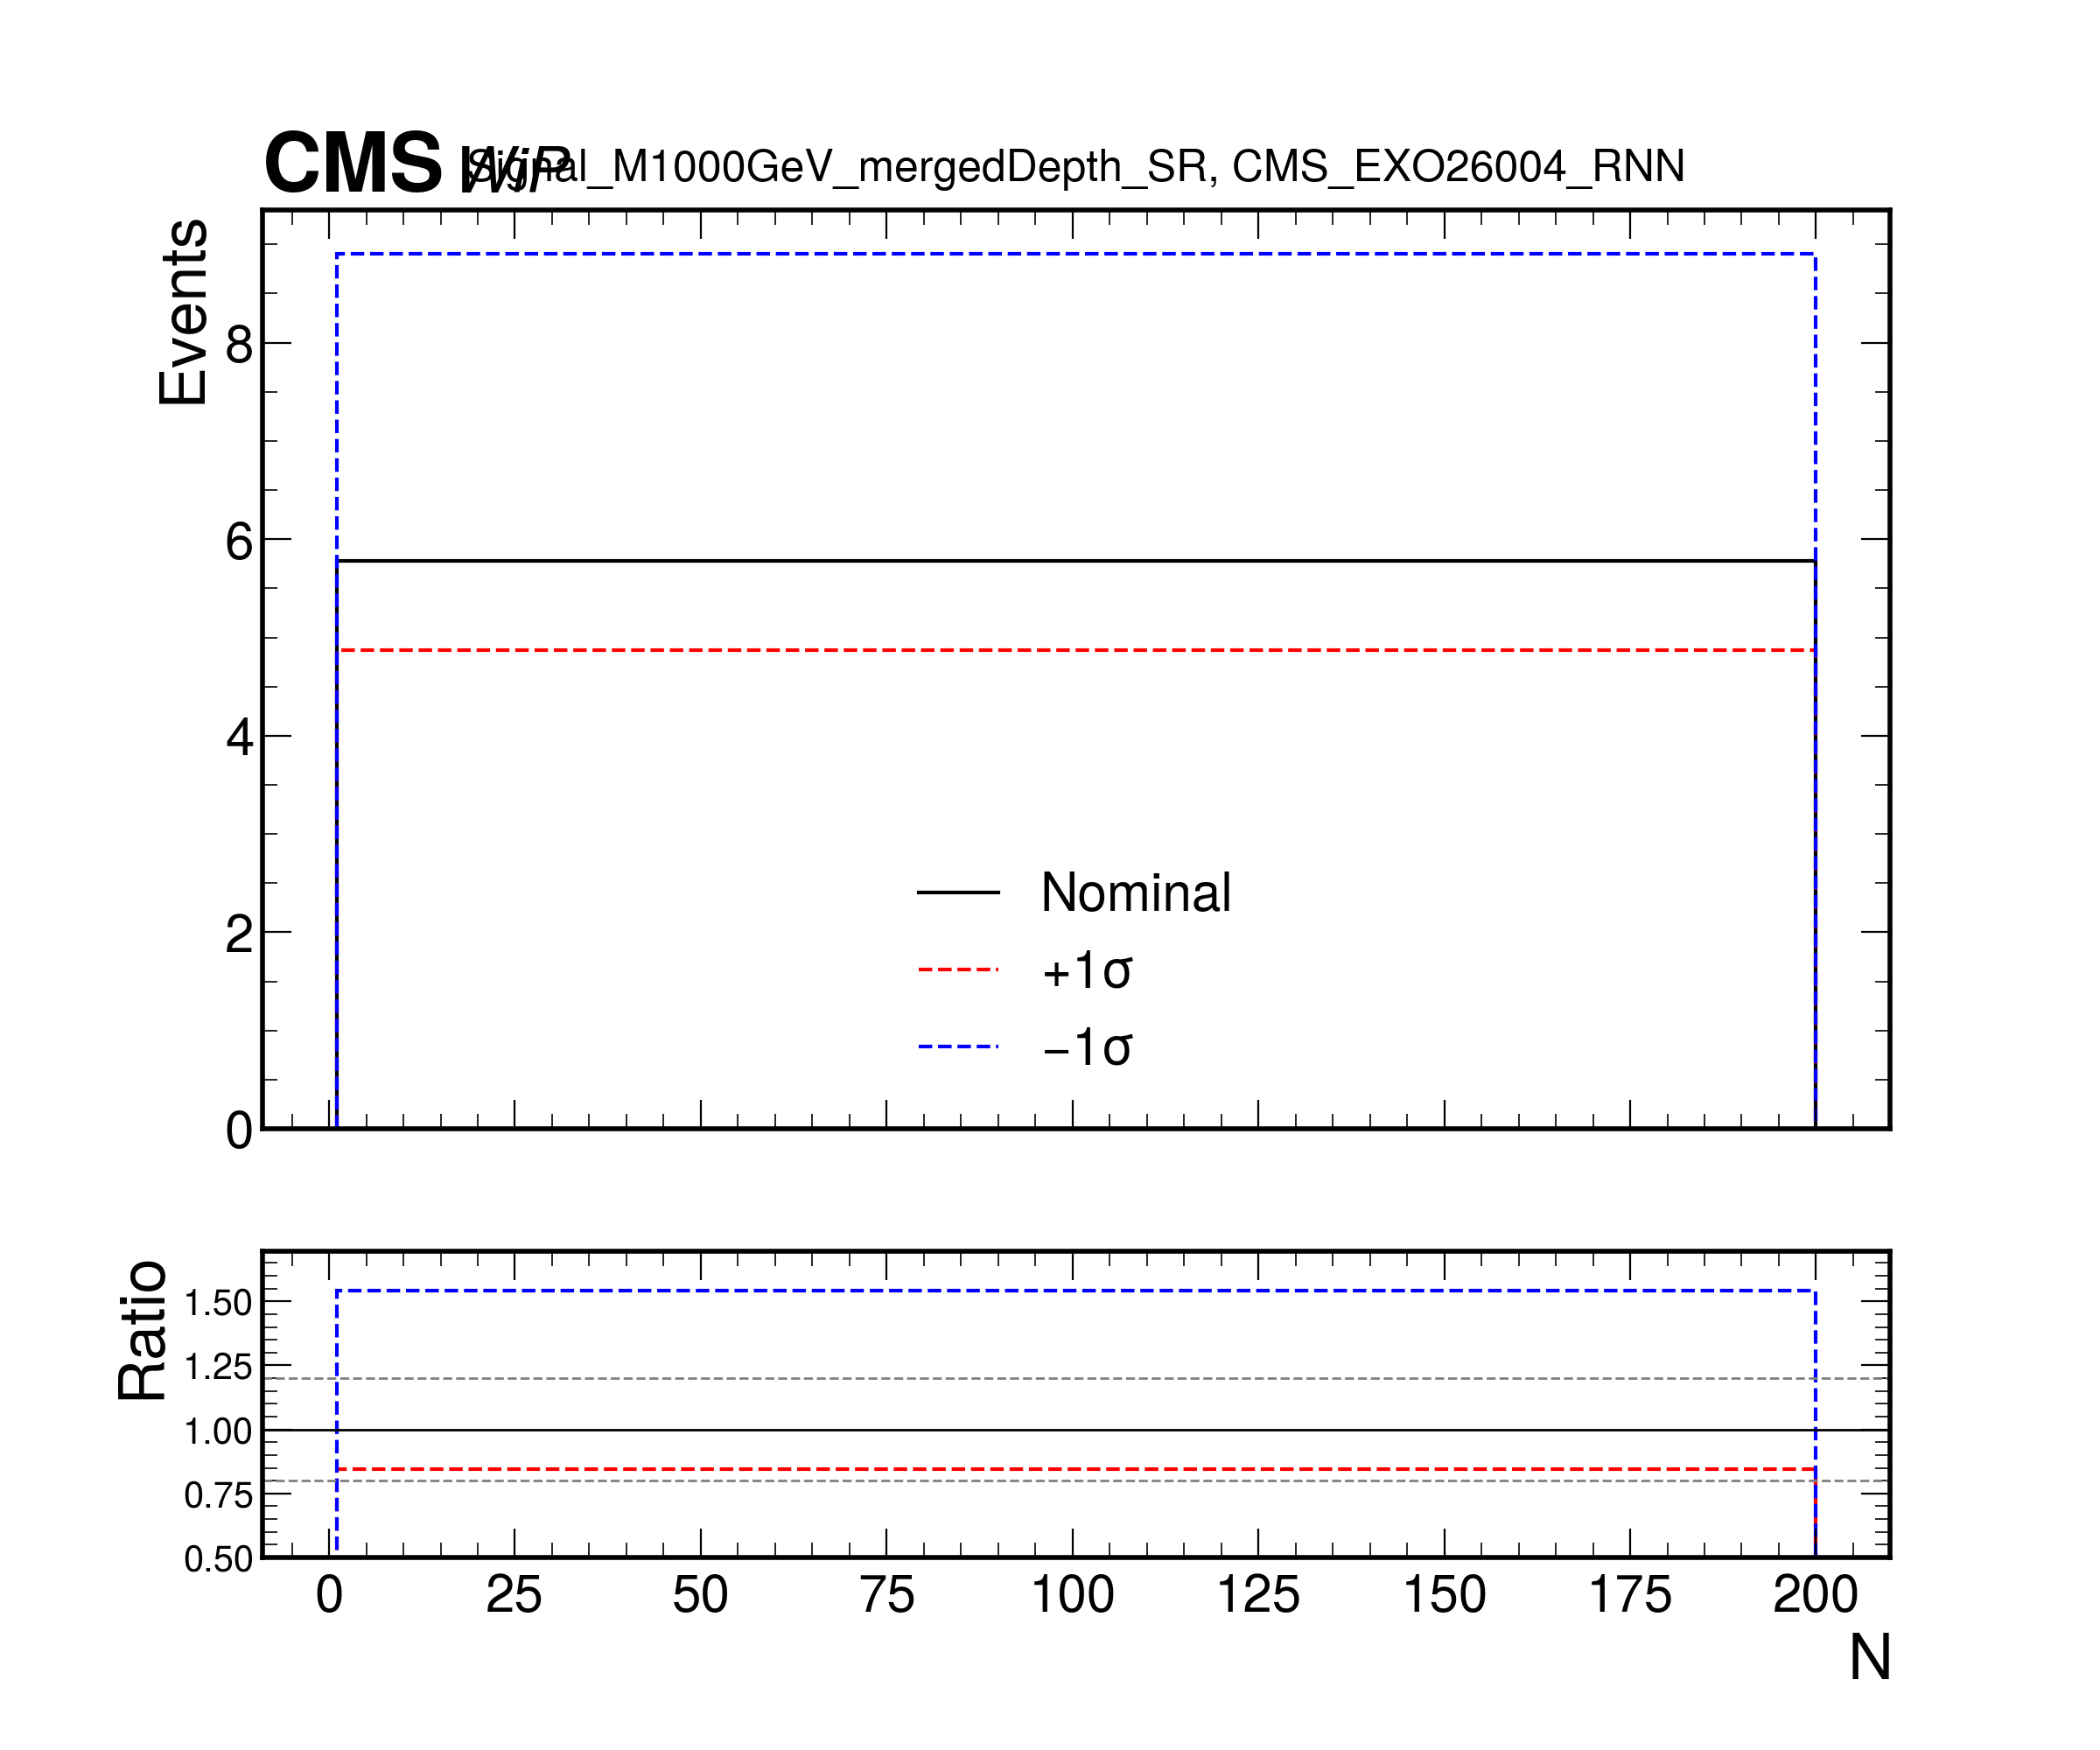 CMS WiP Signal_M1000GeV_mergedDepth_SR, CMS_EXO26004_RNN
Events
8
6
4
2
0
Nominal
+1σ
−1σ
Ratio
1.50
1.25
1.00
0.75
0.50
0 25 50 75 100 125 150 175 200
N